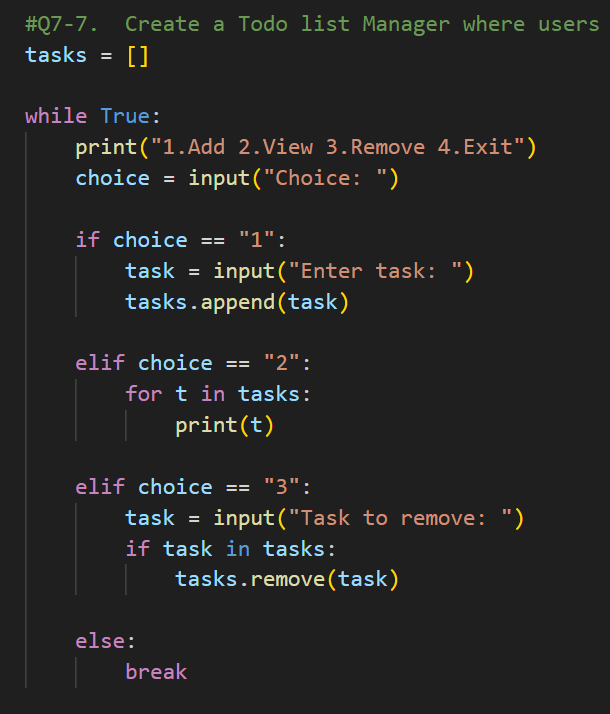 #Q7-7.  Create a Todo list Manager where users
tasks = []

while True:
    print("1.Add 2.View 3.Remove 4.Exit")
    choice = input("Choice: ")

    if choice == "1":
        task = input("Enter task: ")
        tasks.append(task)

    elif choice == "2":
        for t in tasks:
            print(t)

    elif choice == "3":
        task = input("Task to remove: ")
        if task in tasks:
            tasks.remove(task)

    else:
        break